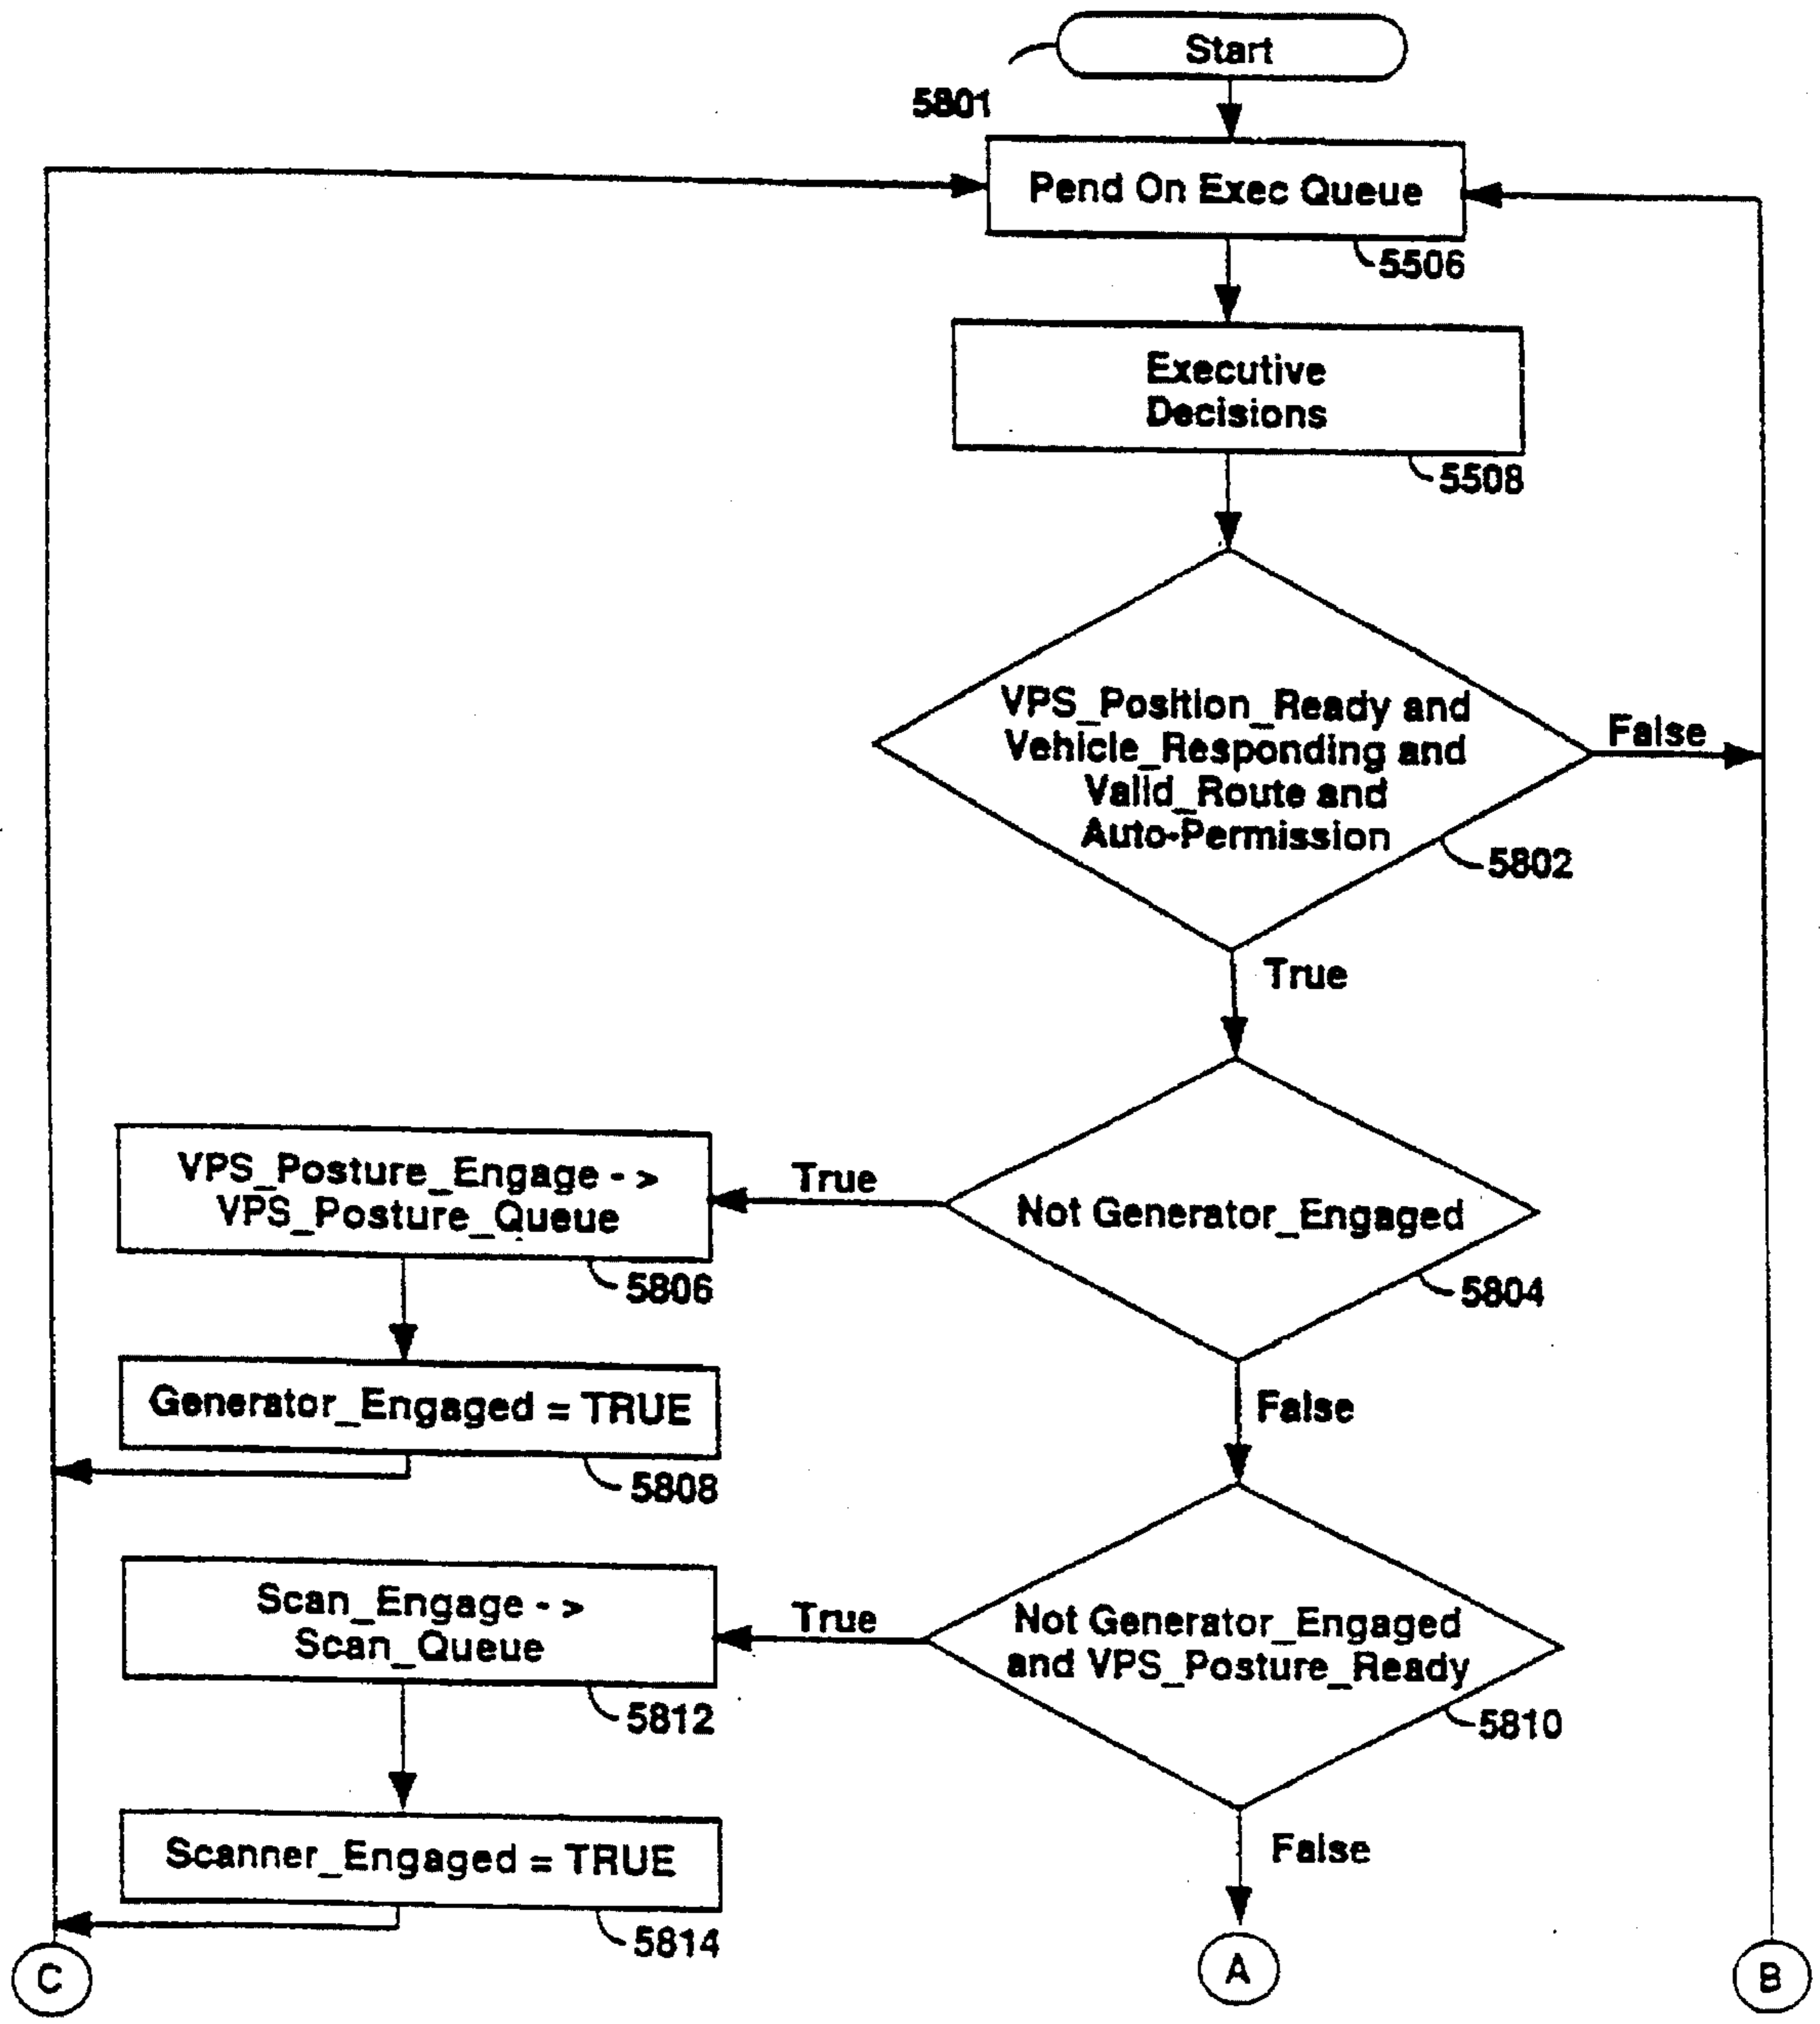 Start
5801
Pend On Exec Queue
5506
Executive
Decisions
5508
VPS_Position_Ready and
Vehicle_Responding and
Valid_Route and
Auto-Permission
False
5802
True
VPS_Posture_Engage - >
VPS_Posture_Queue
5806
True
Not Generator_Engaged
5804
Generator_Engaged = TRUE
5808
False
Scan_Engage - >
Scan_Queue
5812
True
Not Generator_Engaged
and VPS_Posture_Ready
5810
Scanner_Engaged = TRUE
5814
False
C
A
B